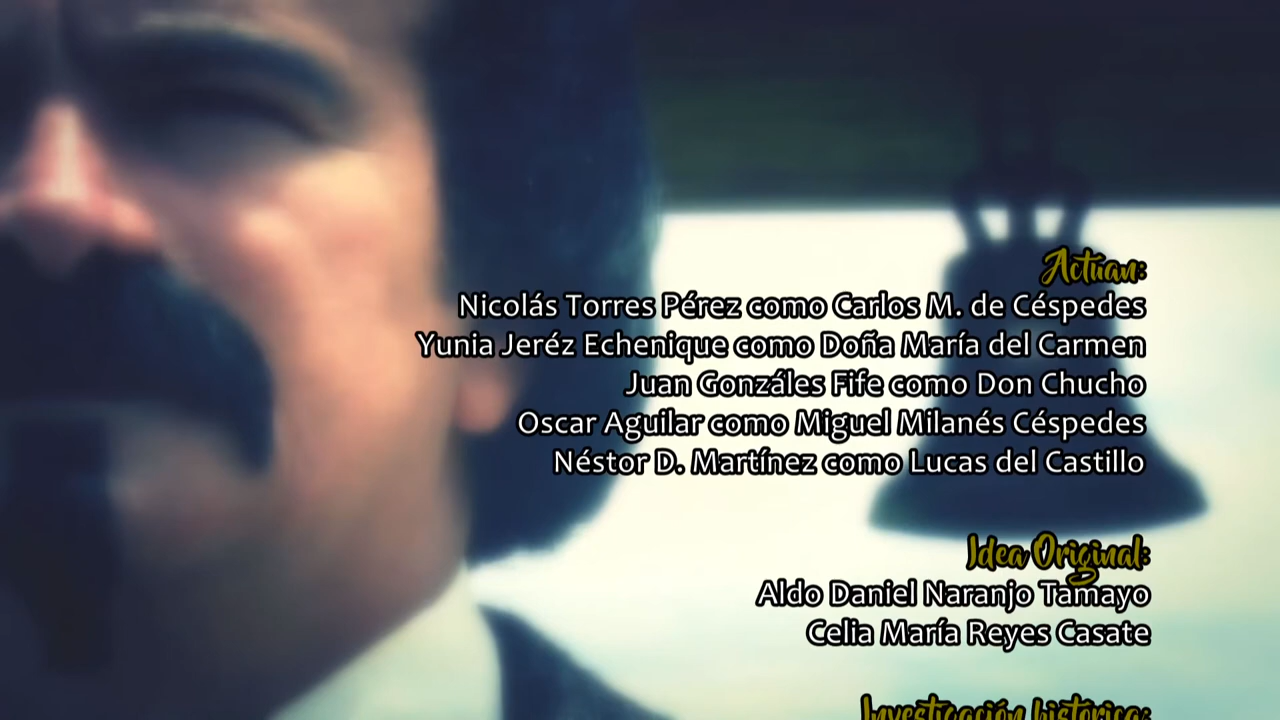 Actúan:
Nicolás Torres Pérez como Carlos M. de Céspedes
Yunia Jeréz Echenique como Doña María del Carmen
Juan Gonzáles Fife como Don Chucho
Oscar Aguilar como Miguel Milanés Céspedes
Néstor D. Martínez como Lucas del Castillo
Idea Original:
Aldo Daniel Naranjo Tamayo
Celia María Reyes Casate
Investigación histórica: